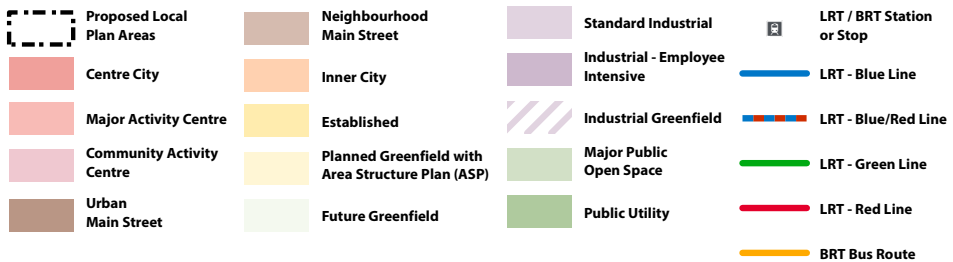 Proposed Local
Plan Areas
Centre City
Major Activity Centre
Community Activity
Centre
Urban
Main Street
Neighbourhood
Main Street
Inner City
Established
Planned Greenfield with
Area Structure Plan (ASP)
Future Greenfield
Standard Industrial
Industrial - Employee
Intensive
Industrial Greenfield
Major Public
Open Space
Public Utility
LRT / BRT Station
or Stop
LRT - Blue Line
LRT - Blue/Red Line
LRT - Green Line
LRT - Red Line
BRT Bus Route